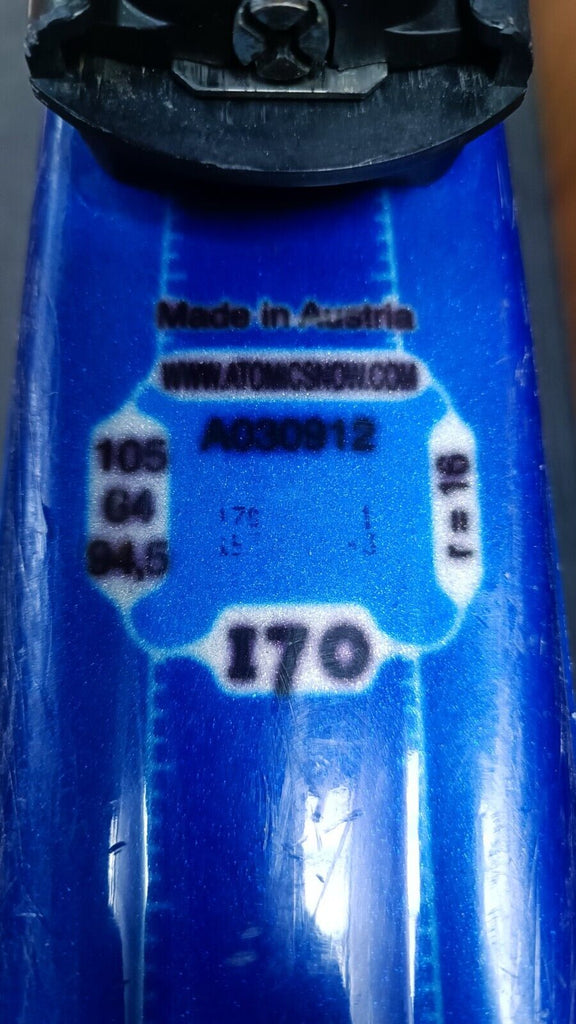 Made in Austria
WWW.ATOMICSNOW.COM
A030912
105
64
94,5
r = 16
170